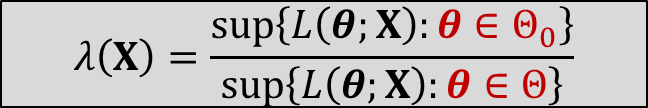 λ(𝐗) = sup{L(𝜽; 𝐗): 𝜽 ∈ Θ₀} / sup{L(𝜽; 𝐗): 𝜽 ∈ Θ}